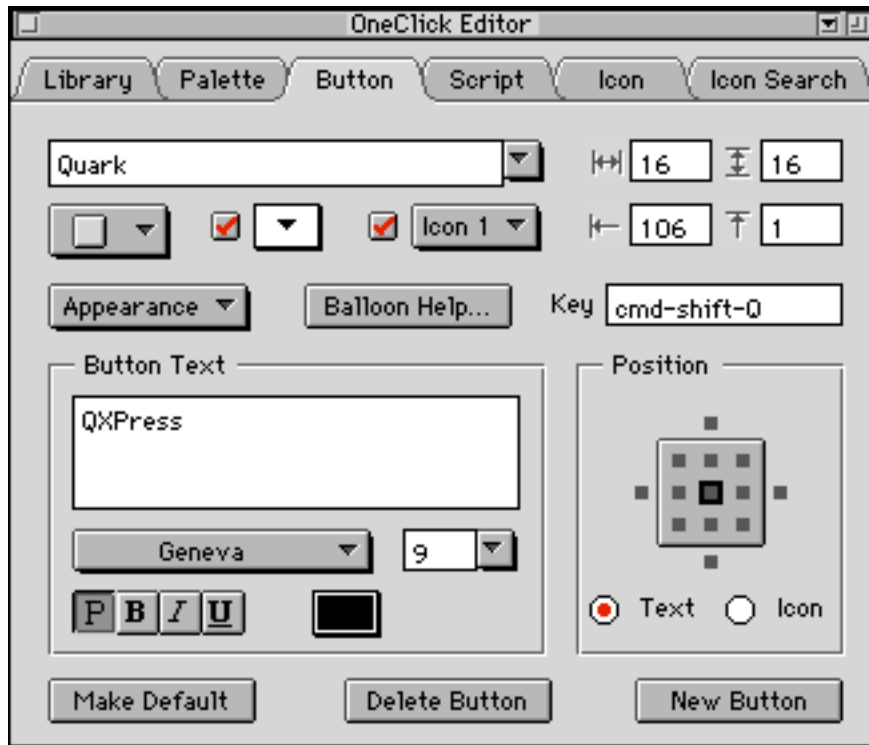 OneClick Editor
Library Palette Button Script Icon Icon Search
Quark 16 16
Icon 1 106 1
Appearance Balloon Help... Key cmd-shift-Q
Button Text Position
QXPress
Geneva 9
P B I U Text Icon
Make Default Delete Button New Button